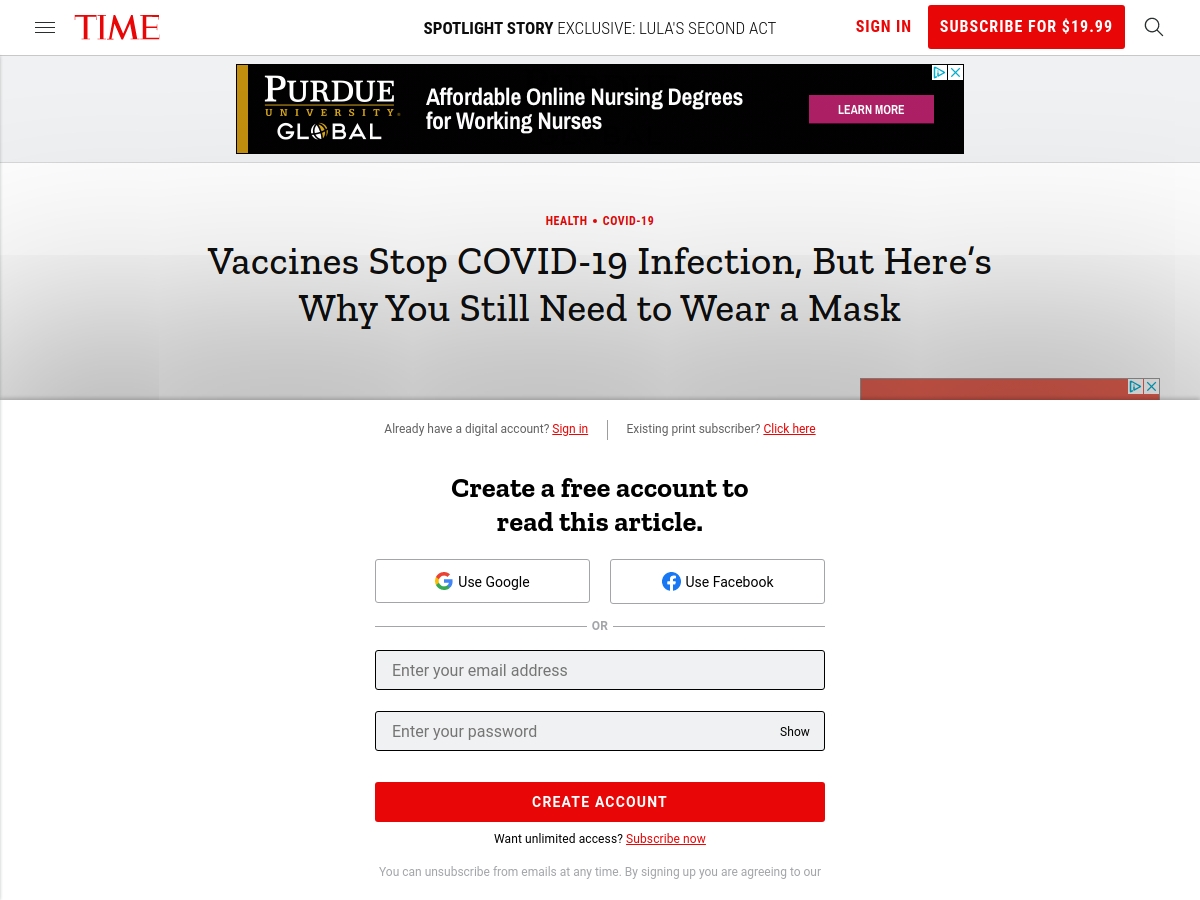 TIME
SPOTLIGHT STORY EXCLUSIVE: LULA'S SECOND ACT
SIGN IN
SUBSCRIBE FOR $19.99
PURDUE
UNIVERSITY.
GLOBAL
Affordable Online Nursing Degrees
for Working Nurses
LEARN MORE
HEALTH • COVID-19
Vaccines Stop COVID-19 Infection, But Here’s
Why You Still Need to Wear a Mask
Already have a digital account? Sign in
Existing print subscriber? Click here
Create a free account to
read this article.
Use Google
Use Facebook
OR
Enter your email address
Enter your password
Show
CREATE ACCOUNT
Want unlimited access? Subscribe now
You can unsubscribe from emails at any time. By signing up you are agreeing to our